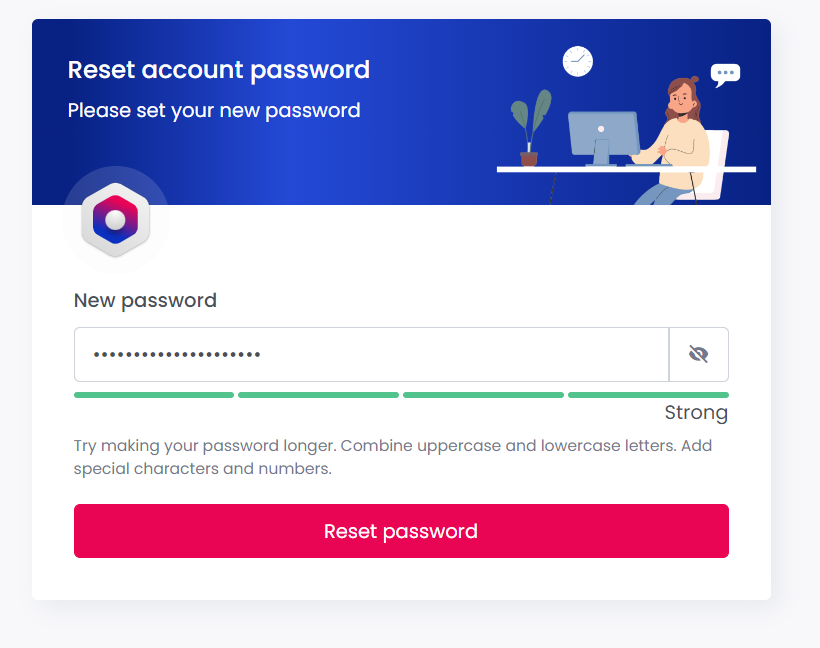 Reset account password
Please set your new password
New password
•••••••••••••••••••••
Strong
Try making your password longer. Combine uppercase and lowercase letters. Add
special characters and numbers.
Reset password